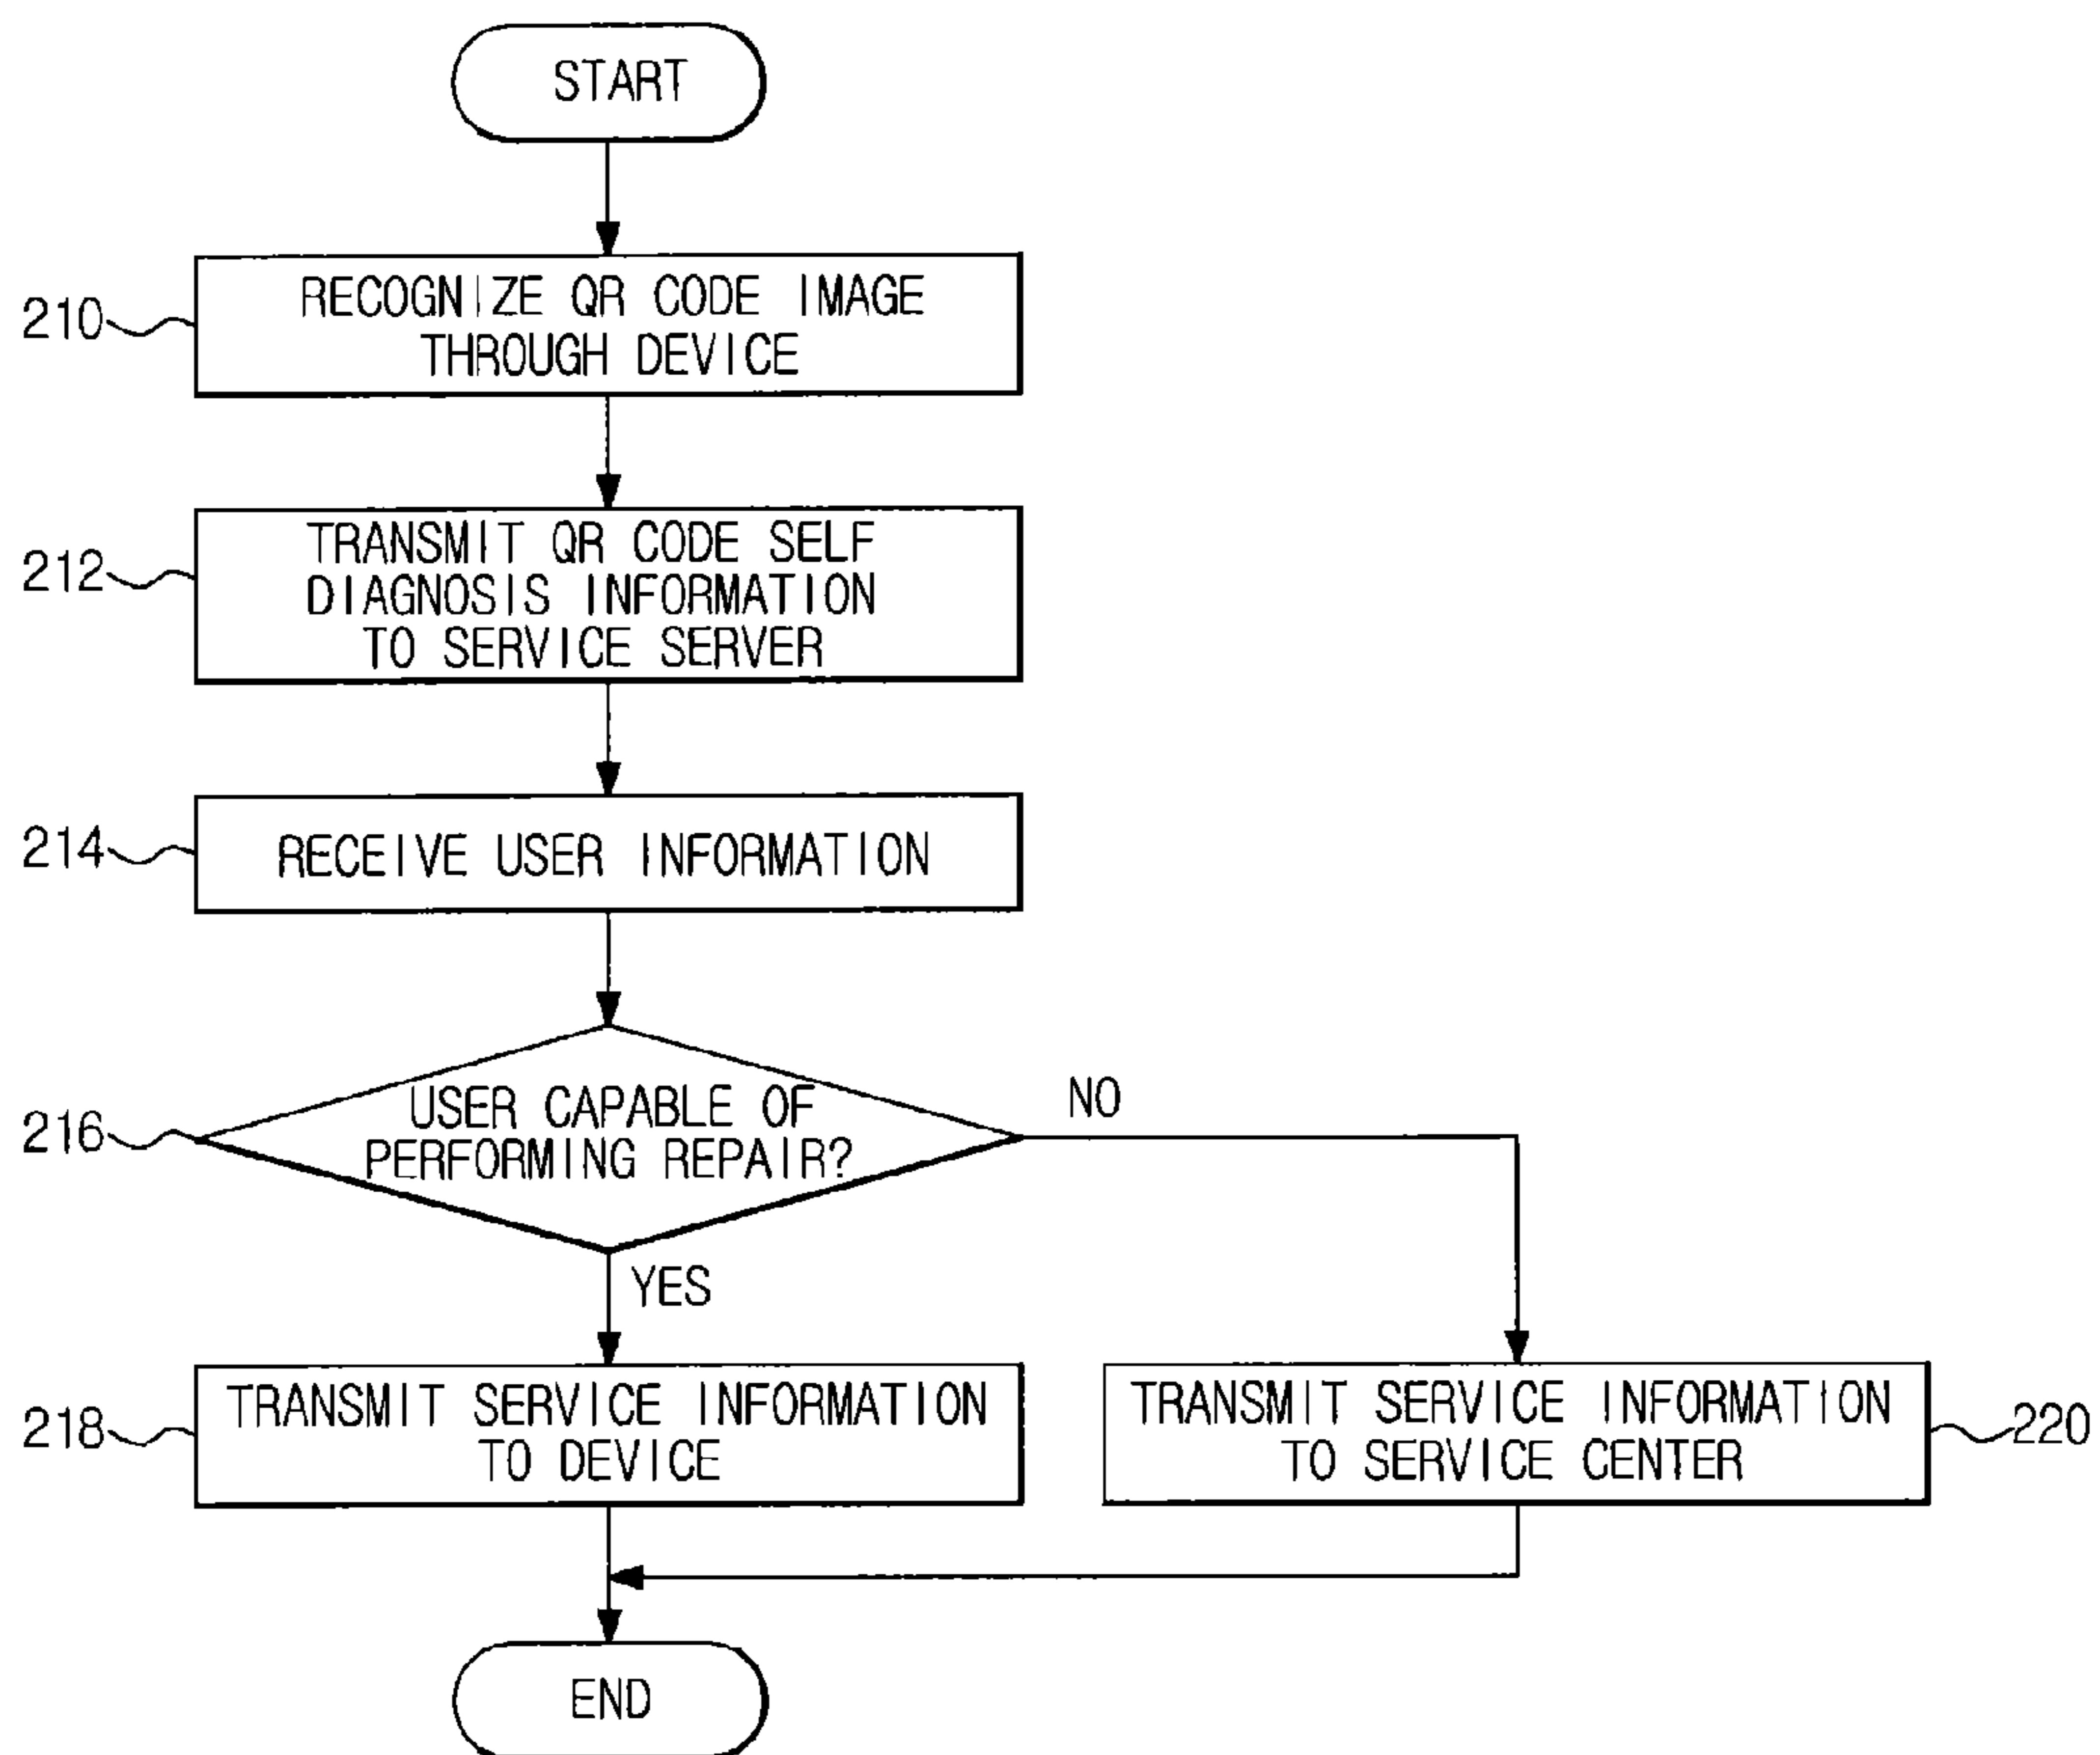 START
210
RECOGNIZE QR CODE IMAGE
THROUGH DEVICE
212
TRANSMIT QR CODE SELF
DIAGNOSIS INFORMATION
TO SERVICE SERVER
214
RECEIVE USER INFORMATION
216
USER CAPABLE OF
PERFORMING REPAIR?
NO
YES
218
TRANSMIT SERVICE INFORMATION
TO DEVICE
TRANSMIT SERVICE INFORMATION
TO SERVICE CENTER
220
END